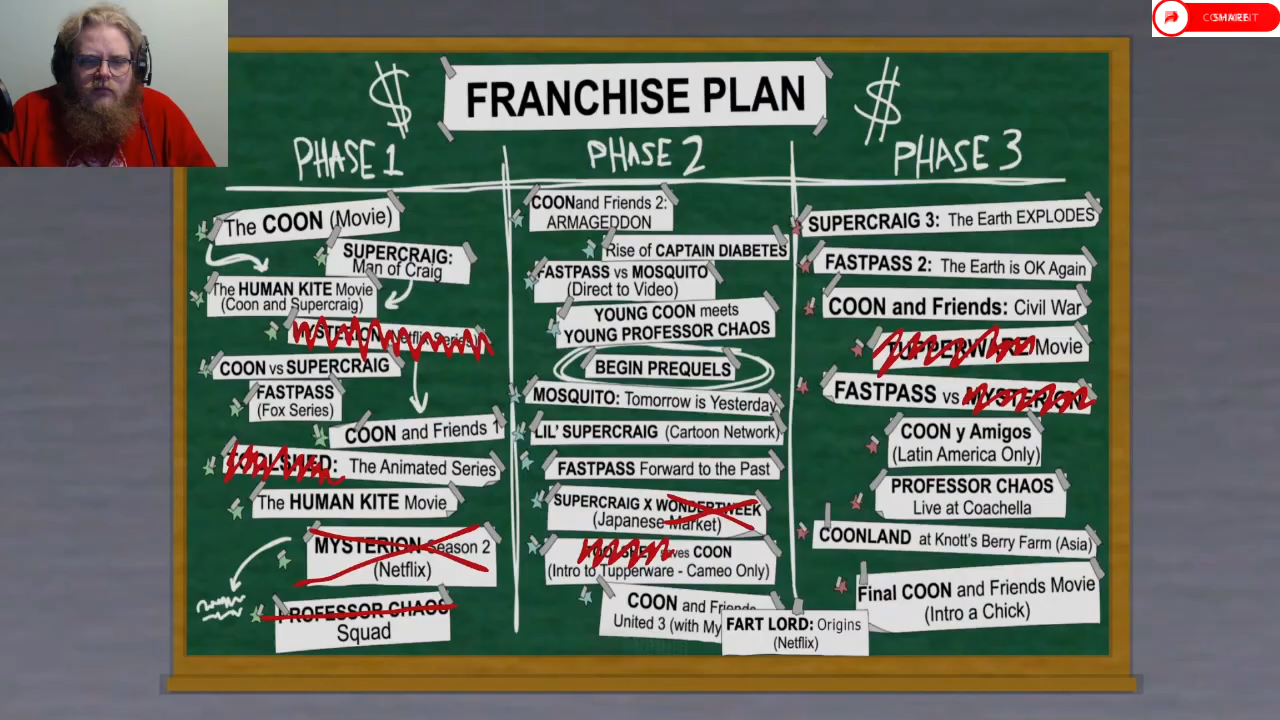 FRANCHISE PLAN
$
$
PHASE 1
The COON (Movie)
SUPERCRAIG:
Man of Craig
The HUMAN KITE Movie
(Coon and Supercraig)
COON vs SUPERCRAIG
FASTPASS
(Fox Series)
COON and Friends 1
The Animated Series
The HUMAN KITE Movie
MYSTERION Season 2
(Netflix)
PROFESSOR CHAOS
Squad
PHASE 2
COON and Friends 2:
ARMAGEDDON
Rise of CAPTAIN DIABETES
FASTPASS vs MOSQUITO
(Direct to Video)
YOUNG COON meets
YOUNG PROFESSOR CHAOS
BEGIN PREQUELS
MOSQUITO: Tomorrow is Yesterday
LIL' SUPERCRAIG (Cartoon Network)
FASTPASS Forward to the Past
SUPERCRAIG X WONDERTWEEK
(Japanese Market)
COON
(Intro to Tupperware - Cameo Only)
COON and Friends
United 3 (with My
FART LORD: Origins
(Netflix)
PHASE 3
SUPERCRAIG 3: The Earth EXPLODES
FASTPASS 2: The Earth is OK Again
COON and Friends: Civil War
TUPPERWARE Movie
FASTPASS vs MYSTERION
COON y Amigos
(Latin America Only)
PROFESSOR CHAOS
Live at Coachella
COONLAND at Knott's Berry Farm (Asia)
Final COON and Friends Movie
(Intro a Chick)
SHARE